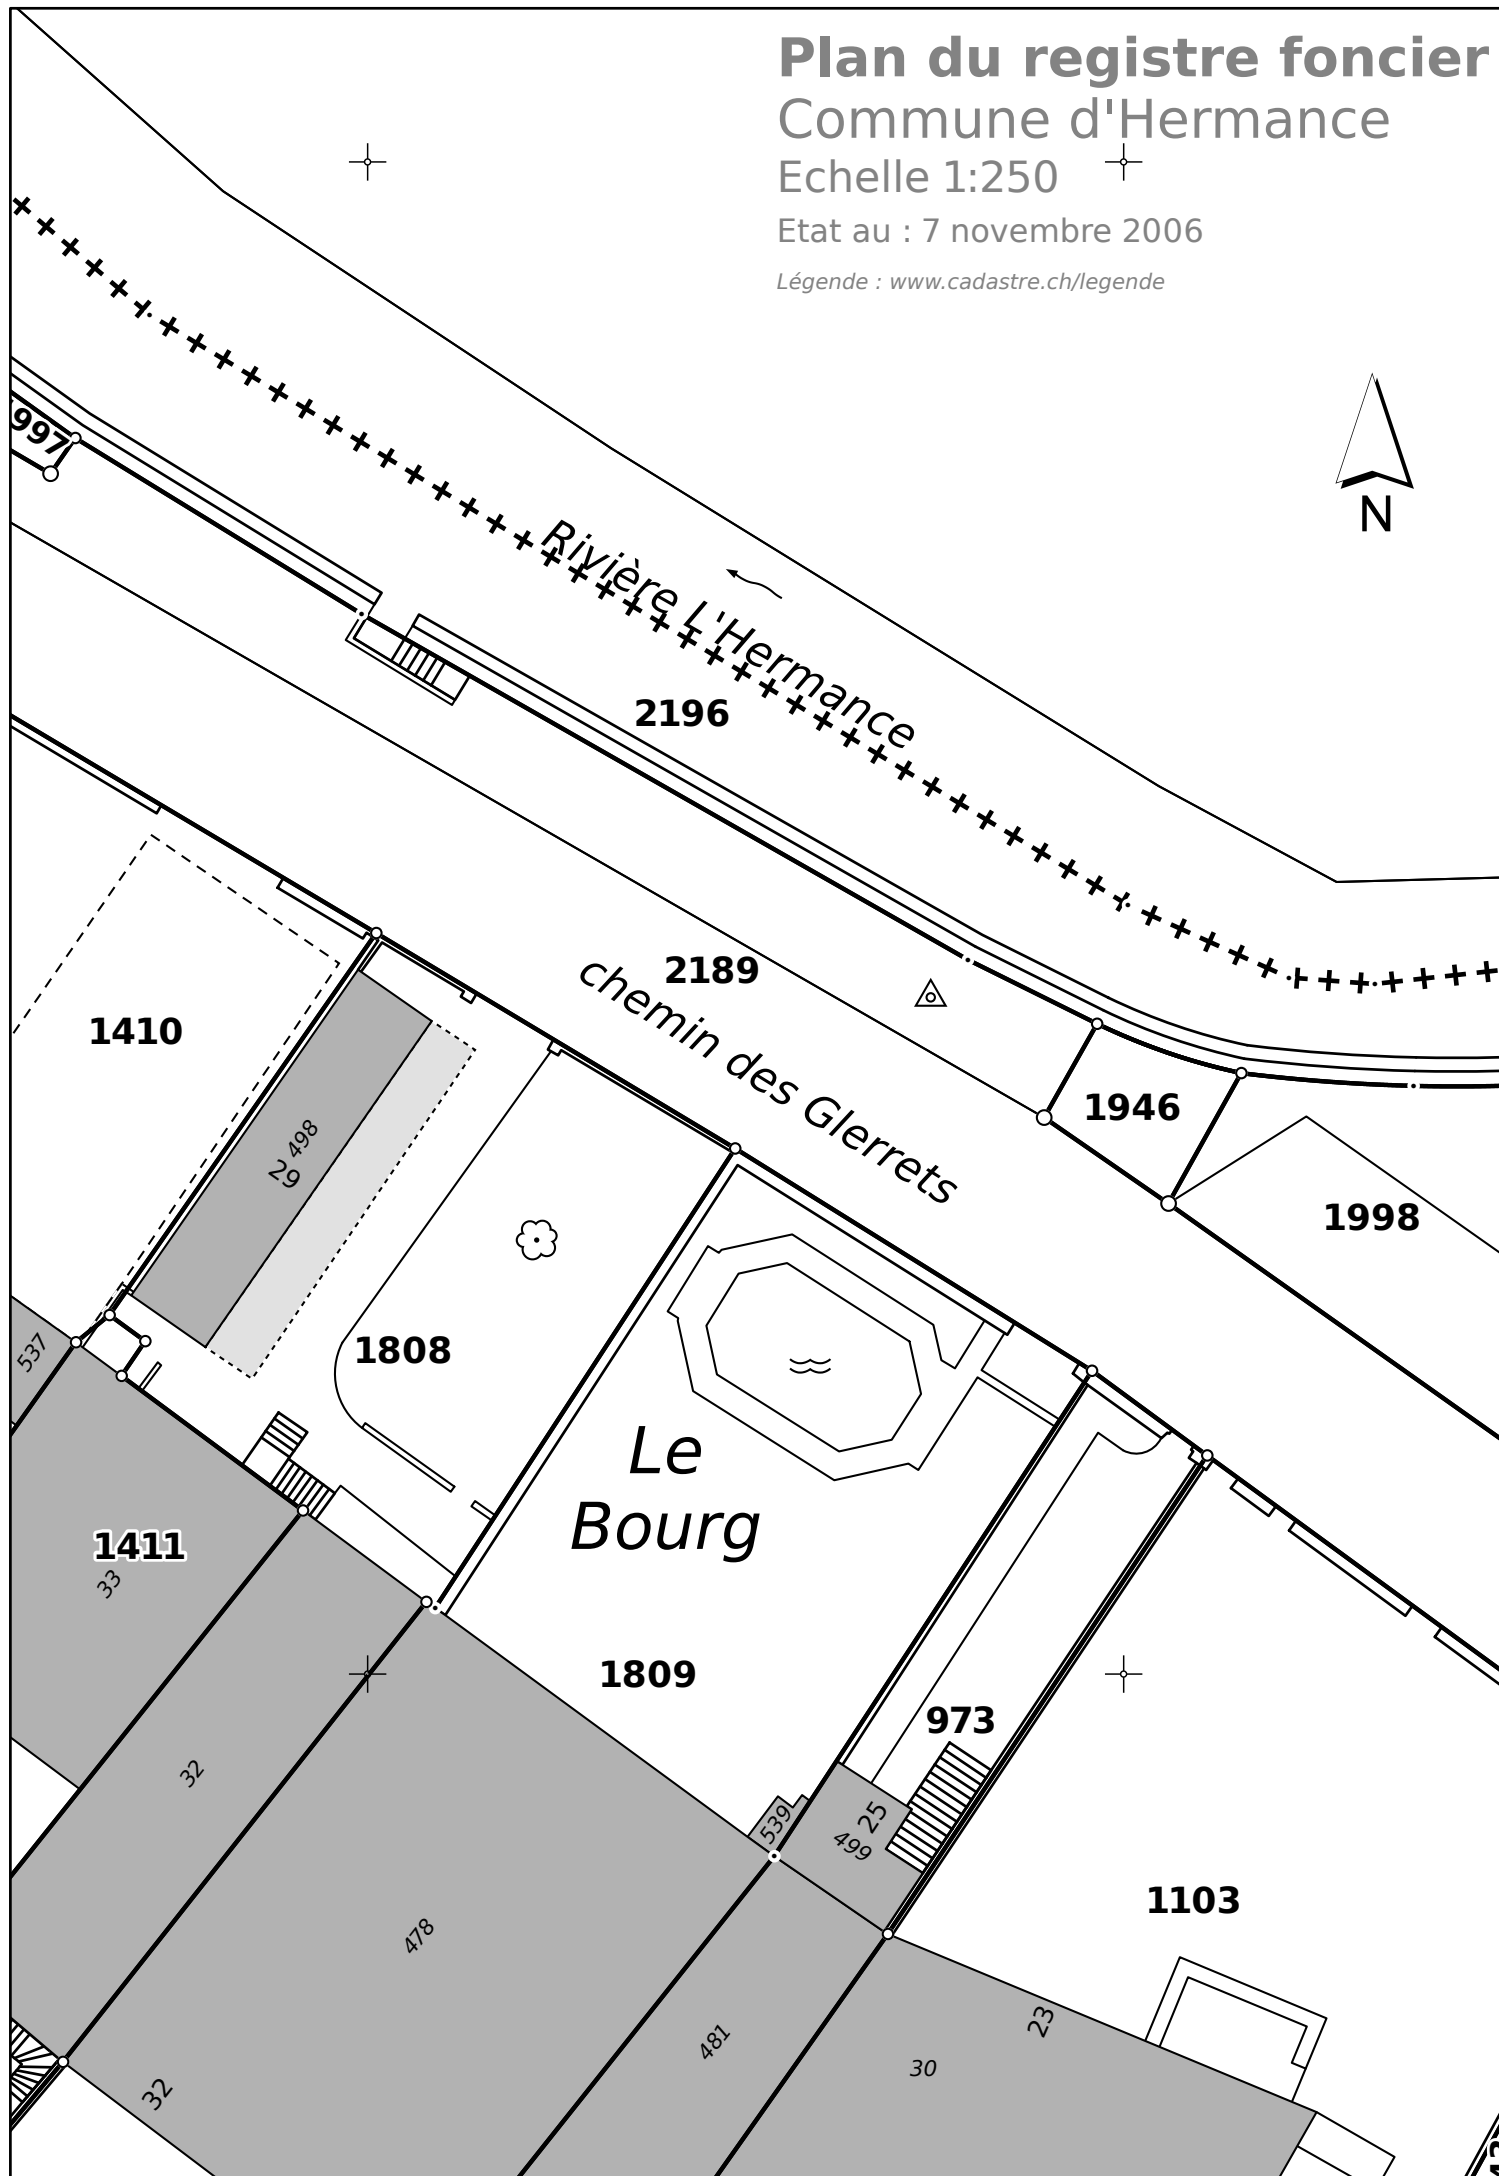 Plan du registre foncier
Commune d'Hermance
Echelle 1:250
Etat au : 7 novembre 2006
Légende : www.cadastre.ch/legende
997
N
Rivière L'Hermance
2196
2189
chemin des Glerrets
1410
1946
1998
498
29
1808
537
Le
Bourg
1411
33
1809
973
32
539
25
499
1103
478
23
481
30
32